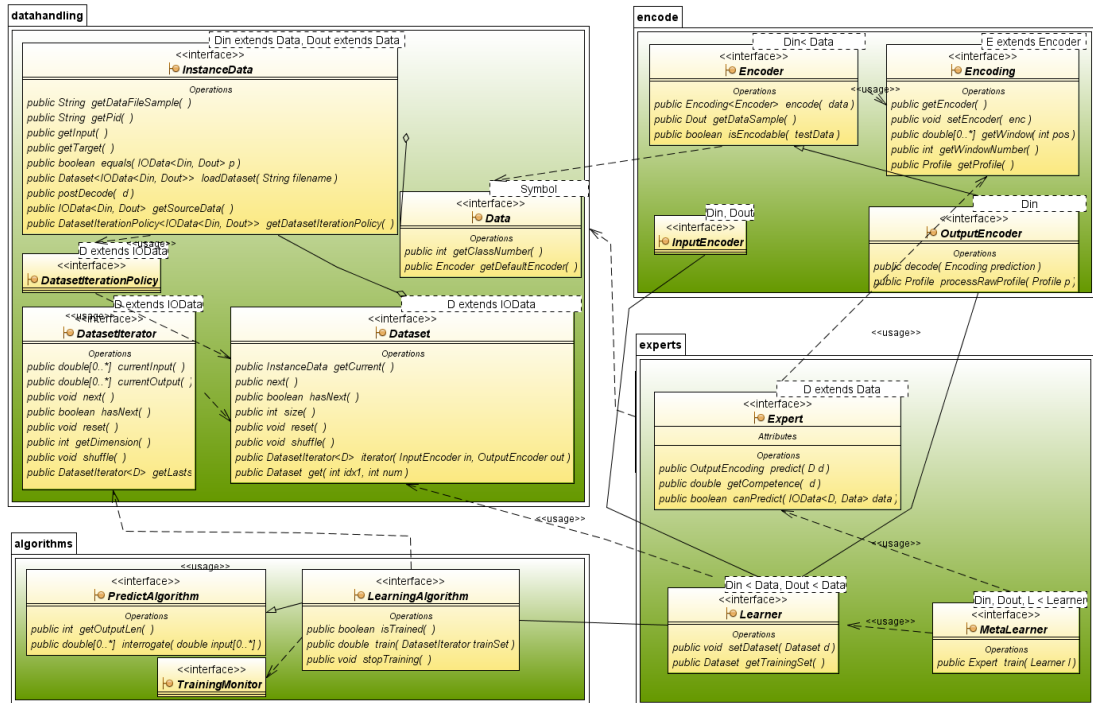 datahandling
Din extends Data, Dout extends Data
<<interface>>
InstanceData
Operations
public String getDataFileSample( )
public String getPid( )
public getInput( )
public getTarget( )
public boolean equals( IOData<Din, Dout> p )
public Dataset<IOData<Din, Dout>> loadDataset( String filename )
public postDecode( d )
public IOData<Din, Dout> getSourceData( )
public DatasetIterationPolicy<IOData<Din, Dout>> getDatasetIterationPolicy( )
Symbol
<<interface>>
Data
Operations
public int getClassNumber( )
public Encoder getDefaultEncoder( )
<<usage>>
D extends IOData
<<interface>>
DatasetIterationPolicy
<<usage>>
D extends IOData
<<interface>>
DatasetIterator
Operations
public double[0..*] currentInput( )
public double[0..*] currentOutput( )
public void next( )
public boolean hasNext( )
public void reset( )
public int getDimension( )
public void shuffle( )
public DatasetIterator<D> getLasts
D extends IOData
<<interface>>
Dataset
Operations
public InstanceData getCurrent( )
public next( )
public boolean hasNext( )
public int size( )
public void reset( )
public void shuffle( )
public DatasetIterator<D> iterator( InputEncoder in, OutputEncoder out )
public Dataset get( int idx1, int num )
encode
Din< Data
<<interface>>
Encoder
Operations
public Encoding<Encoder> encode( data )
public Dout getDataSample( )
public boolean isEncodable( testData )
<<usage>>
E extends Encoder
<<interface>>
Encoding
Operations
public getEncoder( )
public void setEncoder( enc )
public double[0..*] getWindow( int pos )
public int getWindowNumber( )
public Profile getProfile( )
Din, Dout
<<interface>>
InputEncoder
Din
<<interface>>
OutputEncoder
Operations
public decode( Encoding prediction )
public Profile processRawProfile( Profile p )
<<usage>>
experts
D extends Data
<<interface>>
Expert
Attributes
Operations
public OutputEncoding predict( D d )
public double getCompetence( d )
public boolean canPredict( IOData<D, Data> data )
<<usage>>
<<usage>>
Din < Data, Dout < Data
<<interface>>
Learner
Operations
public void setDataset( Dataset d )
public Dataset getTrainingSet( )
<<usage>>
Din, Dout, L < Learner
<<interface>>
MetaLearner
Operations
public Expert train( Learner l )
algorithms
<<usage>>
<<interface>>
PredictAlgorithm
Operations
public int getOutputLen( )
public double[0..*] interrogate( double input[0..*] )
<<interface>>
LearningAlgorithm
Operations
public boolean isTrained( )
public double train( DatasetIterator trainSet )
public void stopTraining( )
<<interface>>
TrainingMonitor